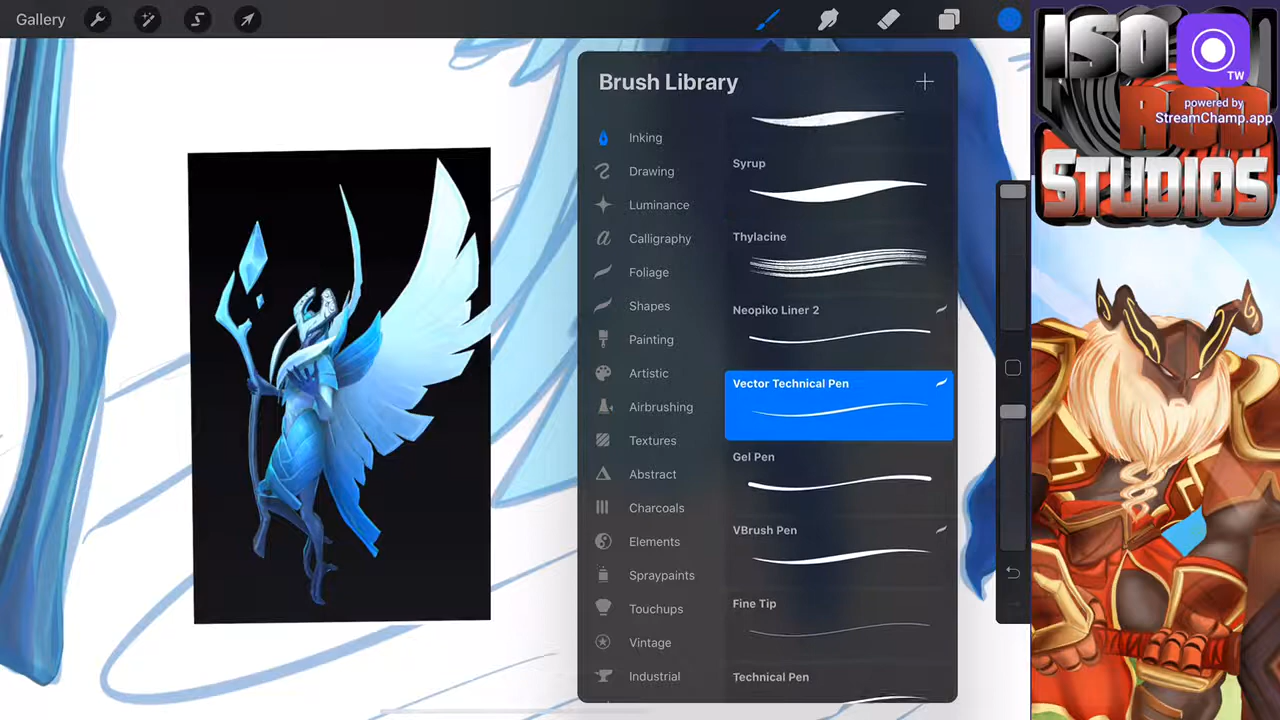 Gallery
Brush Library
Inking
Drawing
Luminance
Calligraphy
Foliage
Shapes
Painting
Artistic
Airbrushing
Textures
Abstract
Charcoals
Elements
Spraypaints
Touchups
Vintage
Industrial
Syrup
Thylacine
Neopiko Liner 2
Vector Technical Pen
Gel Pen
VBrush Pen
Fine Tip
Technical Pen
ISO
RED
STUDIOS
TW
powered by
StreamChamp.app